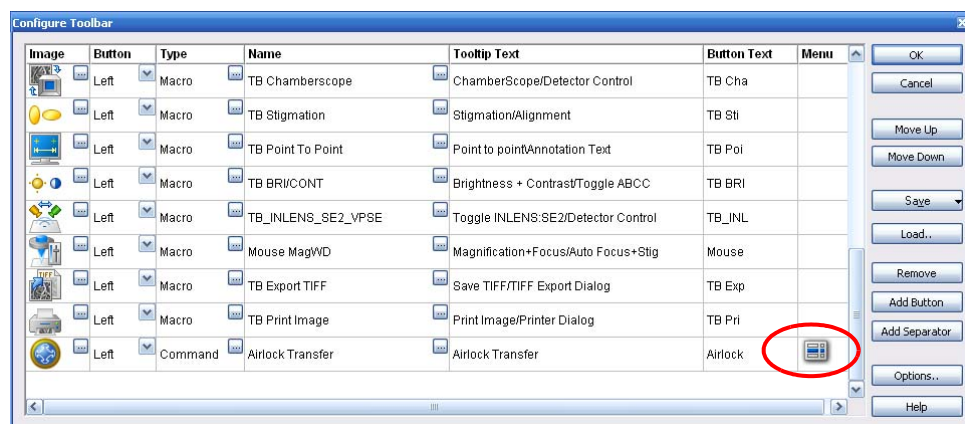 Configure Toolbar
Image Button Type Name Tooltip Text Button Text Menu
Left Macro TB Chamberscope ChamberScope/Detector Control TB Cha
Left Macro TB Stigmation Stigmation/Alignment TB Sti
Left Macro TB Point To Point Point to point\Annotation Text TB Poi
Left Macro TB BRI/CONT Brightness + Contrast/Toggle ABCC TB BRI
Left Macro TB_INLENS_SE2_VPSE Toggle INLENS:SE2/Detector Control TB_INL
Left Macro Mouse Mag/WD Magnification+Focus/Auto Focus+Stig Mouse
TIFF Left Macro TB Export TIFF Save TIFF/TIFF Export Dialog TB Exp
Left Macro TB Print Image Print Image/Printer Dialog TB Pri
Left Command Airlock Transfer Airlock Transfer Airlock
OK
Cancel
Move Up
Move Down
Save
Load..
Remove
Add Button
Add Separator
Options..
Help